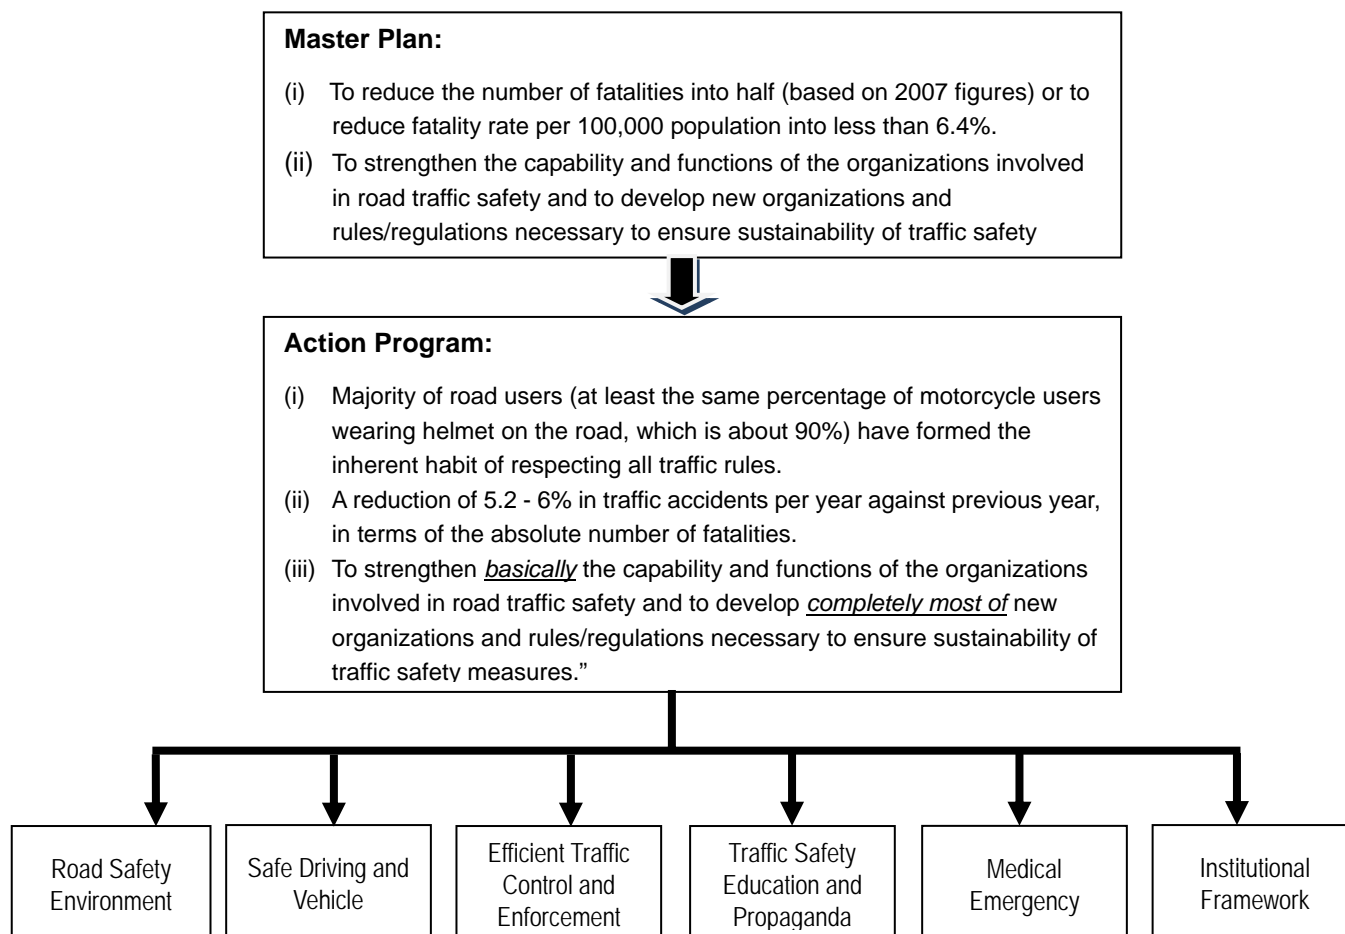 Master Plan:
(i) To reduce the number of fatalities into half (based on 2007 figures) or to
reduce fatality rate per 100,000 population into less than 6.4%.
(ii) To strengthen the capability and functions of the organizations involved
in road traffic safety and to develop new organizations and
rules/regulations necessary to ensure sustainability of traffic safety
Action Program:
(i) Majority of road users (at least the same percentage of motorcycle users
wearing helmet on the road, which is about 90%) have formed the
inherent habit of respecting all traffic rules.
(ii) A reduction of 5.2 - 6% in traffic accidents per year against previous year,
in terms of the absolute number of fatalities.
(iii) To strengthen basically the capability and functions of the organizations
involved in road traffic safety and to develop completely most of new
organizations and rules/regulations necessary to ensure sustainability of
traffic safety measures.”
Road Safety
Environment
Safe Driving and
Vehicle
Efficient Traffic
Control and
Enforcement
Traffic Safety
Education and
Propaganda
Medical
Emergency
Institutional
Framework